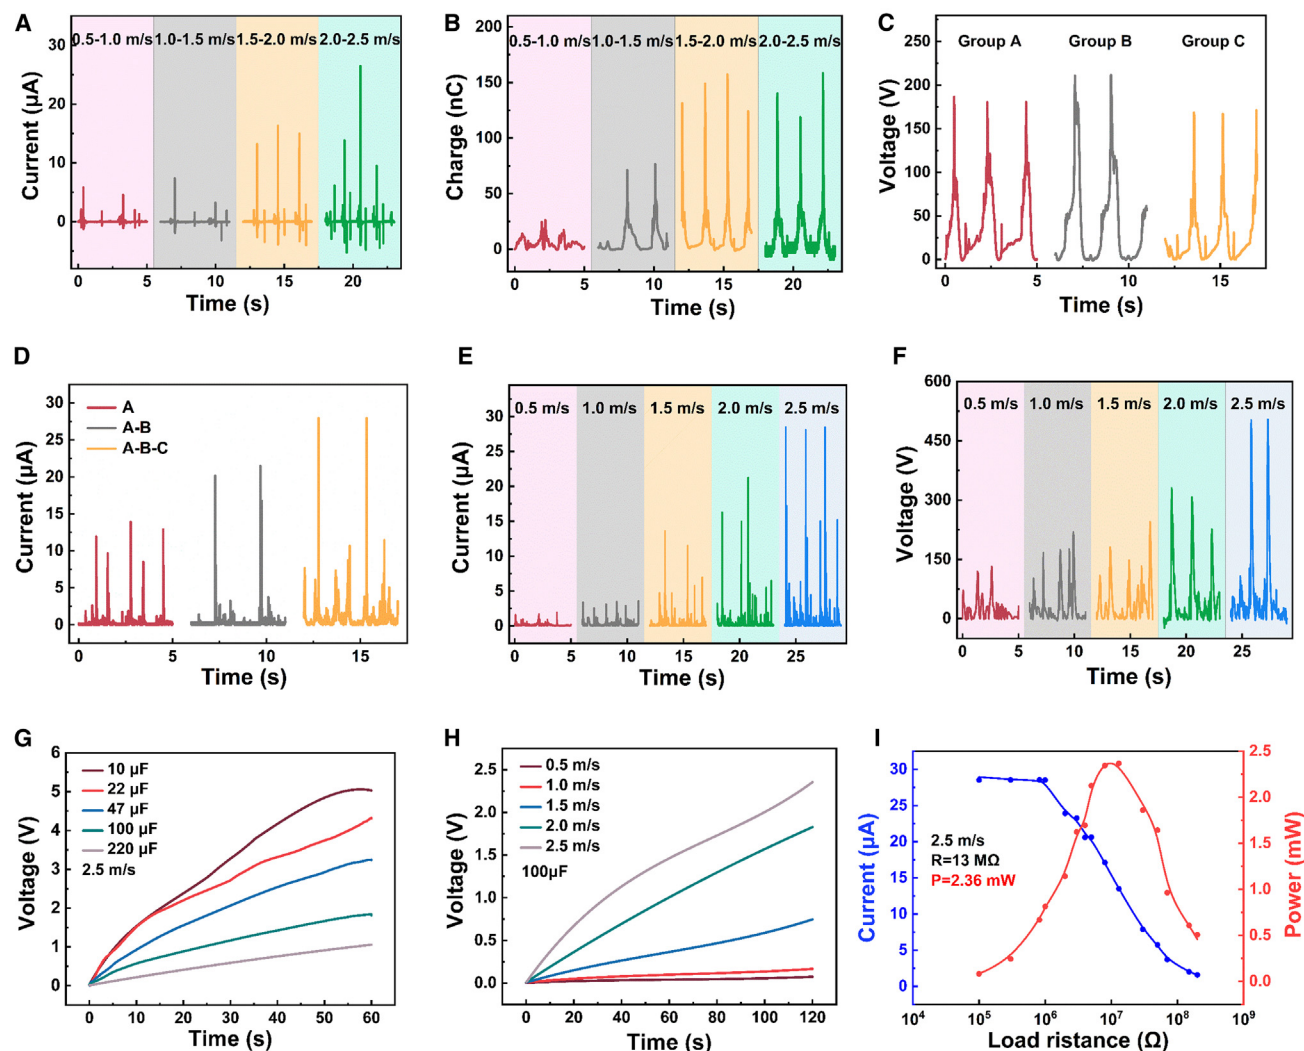 A
0.5-1.0 m/s 1.0-1.5 m/s 1.5-2.0 m/s 2.0-2.5 m/s
30
20
10
0
Current (μA)
0 5 10 15 20
Time (s)
B
0.5-1.0 m/s 1.0-1.5 m/s 1.5-2.0 m/s 2.0-2.5 m/s
200
150
100
50
0
Charge (nC)
0 5 10 15 20
Time (s)
C
Group A Group B Group C
250
200
150
100
50
0
Voltage (V)
0 5 10 15
Time (s)
D
A
A-B
A-B-C
30
25
20
15
10
5
0
Current (μA)
0 5 10 15
Time (s)
E
0.5 m/s 1.0 m/s 1.5 m/s 2.0 m/s 2.5 m/s
30
25
20
15
10
5
0
Current (μA)
0 5 10 15 20 25
Time (s)
F
0.5 m/s 1.0 m/s 1.5 m/s 2.0 m/s 2.5 m/s
600
450
300
150
0
Voltage (V)
0 5 10 15 20 25
Time (s)
G
10 μF
22 μF
47 μF
100 μF
220 μF
2.5 m/s
6
5
4
3
2
1
0
Voltage (V)
0 10 20 30 40 50 60
Time (s)
H
0.5 m/s
1.0 m/s
1.5 m/s
2.0 m/s
2.5 m/s
100μF
2.5
2.0
1.5
1.0
0.5
0.0
Voltage (V)
0 20 40 60 80 100 120
Time (s)
I
30
25
20
15
10
5
0
Current (μA)
2.5 m/s
R=13 MΩ
P=2.36 mW
2.5
2.0
1.5
1.0
0.5
0.0
Power (mW)
10⁴ 10⁵ 10⁶ 10⁷ 10⁸ 10⁹
Load ristance (Ω)